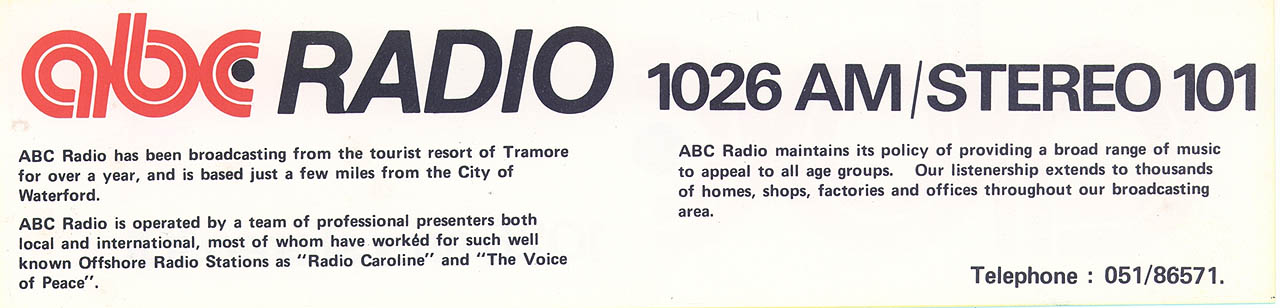 abc RADIO
1026 AM/STEREO 101
ABC Radio has been broadcasting from the tourist resort of Tramore
for over a year, and is based just a few miles from the City of
Waterford.
ABC Radio is operated by a team of professional presenters both
local and international, most of whom have workéd for such well
known Offshore Radio Stations as "Radio Caroline" and "The Voice
of Peace".
ABC Radio maintains its policy of providing a broad range of music
to appeal to all age groups. Our listenership extends to thousands
of homes, shops, factories and offices throughout our broadcasting
area.
Telephone : 051/86571.